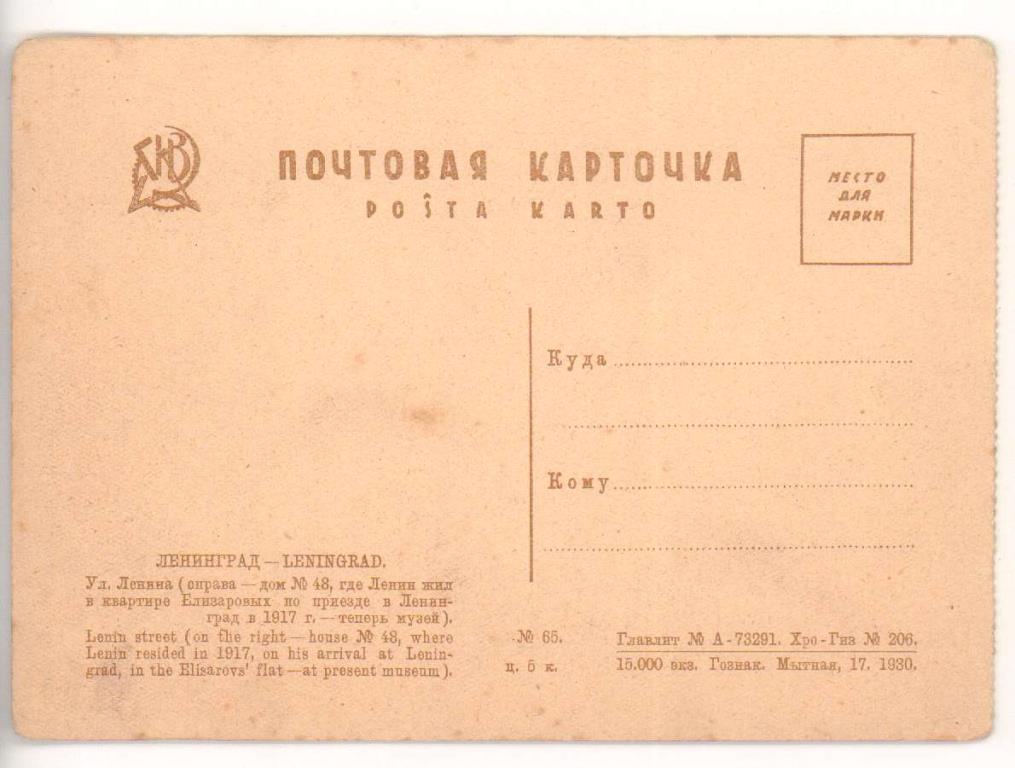 ПОЧТОВАЯ КАРТОЧКА
POŜTA KARTO
МЕСТО
ДЛЯ
МАРКИ
Куда
Кому
ЛЕНИНГРАД — LENINGRAD.
Ул. Ленина (справа — дом № 48, где Ленин жил
в квартире Елизаровых по приезде в Ленин-
град в 1917 г. — теперь музей).
Lenin street (on the right — house № 48, where
Lenin resided in 1917, on his arrival at Lenin-
grad, in the Elisarovs' flat — at present museum).
№ 65.
ц. 5 к.
Главлит № А-73291. Хро-Гиз № 206.
15.000 экз. Гознак. Мытная, 17. 1930.